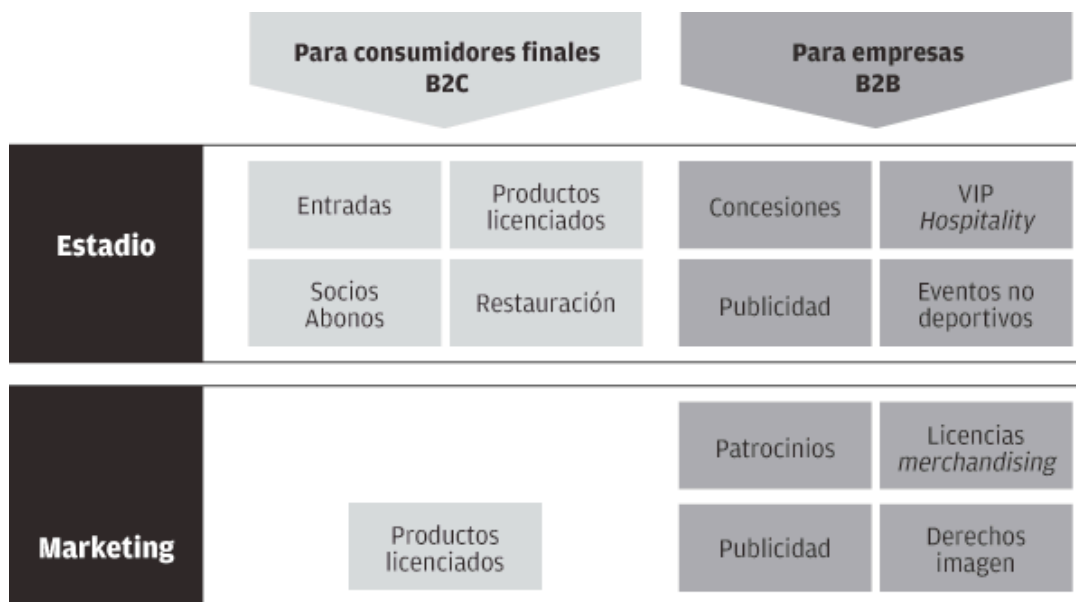 Para consumidores finales
B2C
Para empresas
B2B
Estadio
Entradas
Productos
licenciados
Concesiones
VIP
Hospitality
Socios
Abonos
Restauración
Publicidad
Eventos no
deportivos
Marketing
Patrocinios
Licencias
merchandising
Productos
licenciados
Publicidad
Derechos
imagen